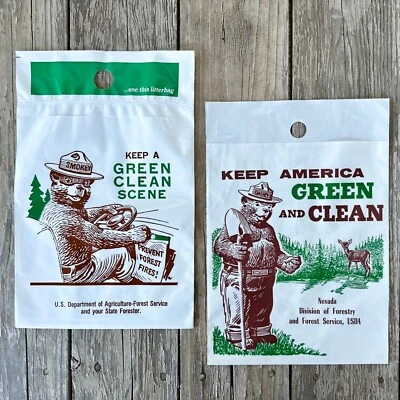 ...use this litterbag
KEEP A
GREEN
CLEAN
SCENE
SMOKEY
PREVENT
FOREST
FIRES!
U.S. Department of Agriculture-Forest Service
and your State Forester.
KEEP AMERICA
GREEN
AND CLEAN
Nevada
Division of Forestry
and Forest Service, USDA